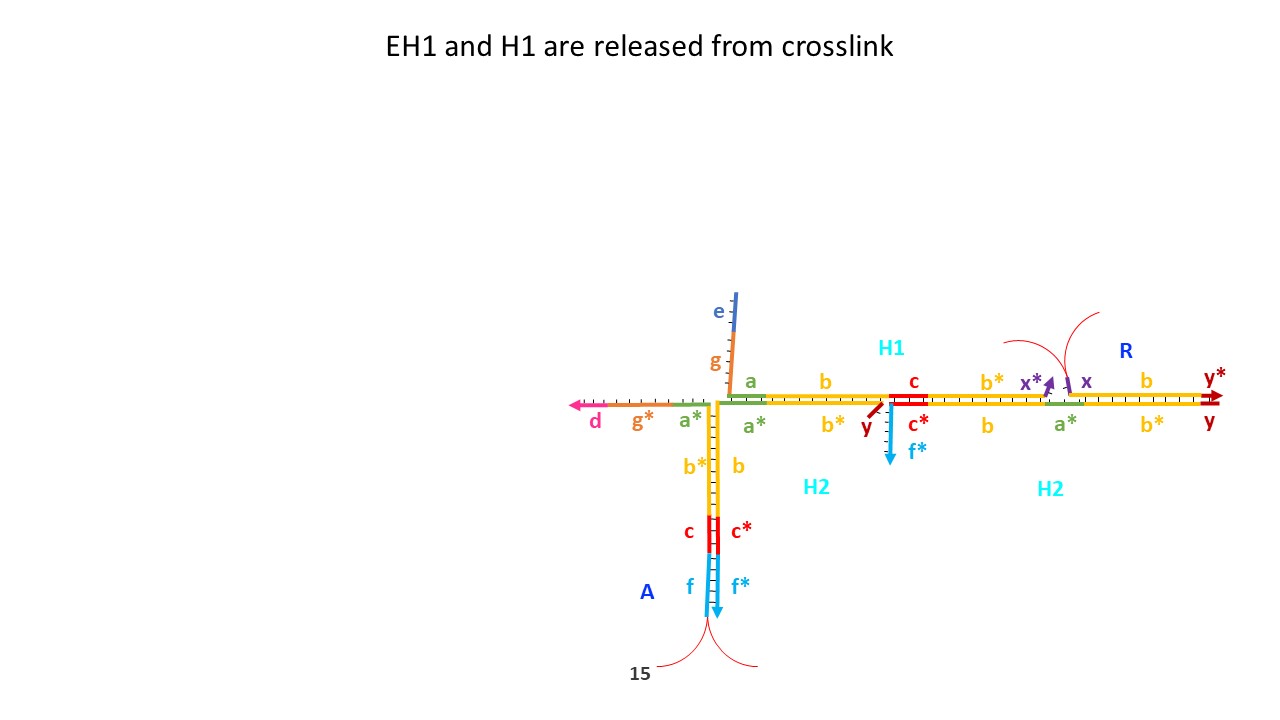 EH1 and H1 are released from crosslink
e
H1
R
g
a
b
c
b*
x*
x
b
y*
d
g*
a*
a*
b*
y
c*
b
a*
b*
y
f*
b*
b
H2
H2
c
c*
A
f
f*
15